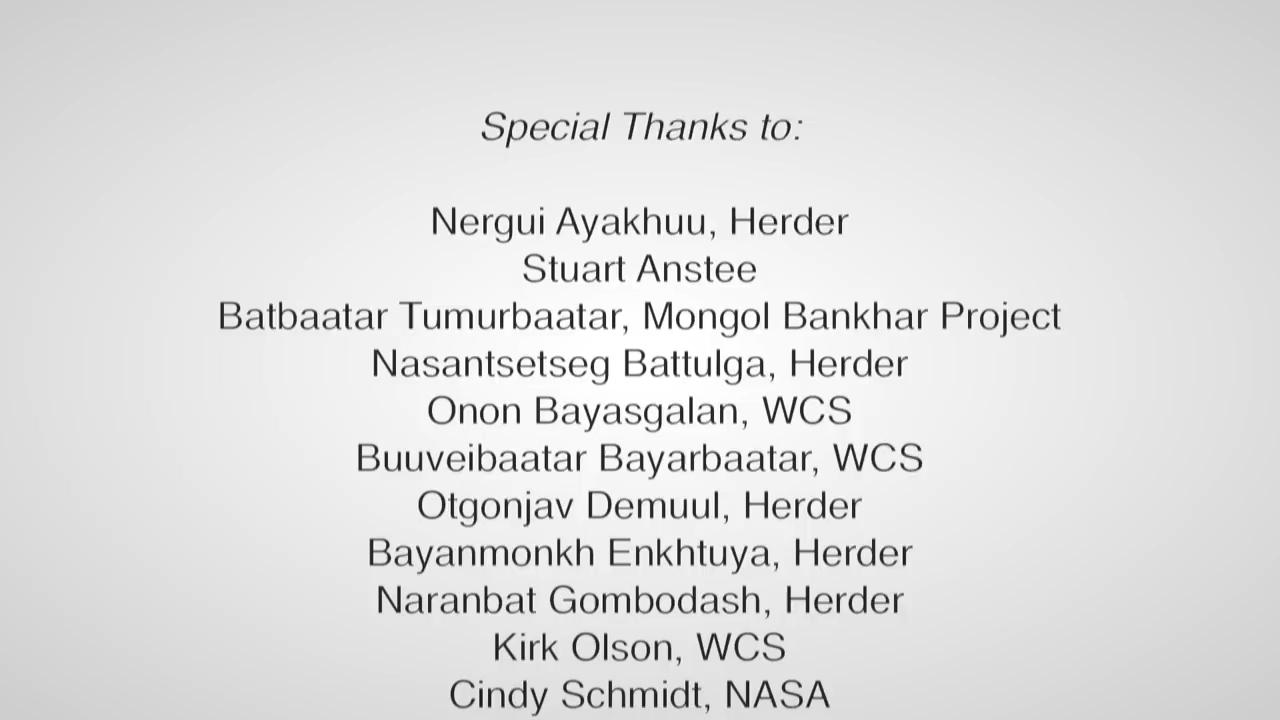 Special Thanks to:
Nergui Ayakhuu, Herder
Stuart Anstee
Batbaatar Tumurbaatar, Mongol Bankhar Project
Nasantsetseg Battulga, Herder
Onon Bayasgalan, WCS
Buuveibaatar Bayarbaatar, WCS
Otgonjav Demuul, Herder
Bayanmonkh Enkhtuya, Herder
Naranbat Gombodash, Herder
Kirk Olson, WCS
Cindy Schmidt, NASA